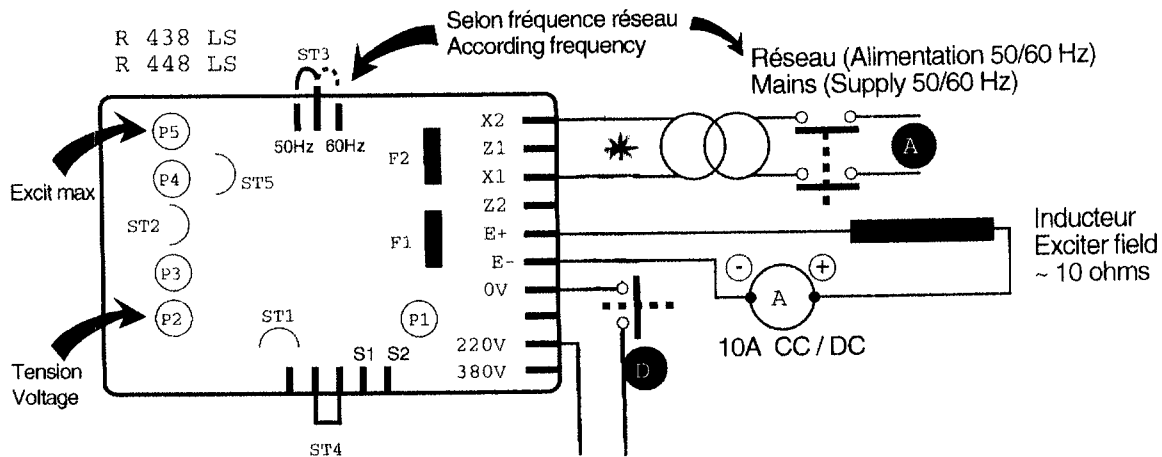 Selon fréquence réseau
According frequency
R 438 LS
R 448 LS
ST3
Réseau (Alimentation 50/60 Hz)
Mains (Supply 50/60 Hz)
50Hz 60Hz
P5
Excit max
P4
ST5
ST2
P3
P2
Tension
Voltage
ST1
P1
S1 S2
ST4
F2
F1
X2
Z1
X1
Z2
E+
E-
0V
220V
380V
A
Inducteur
Exciter field
~ 10 ohms
- A +
10A CC / DC
D